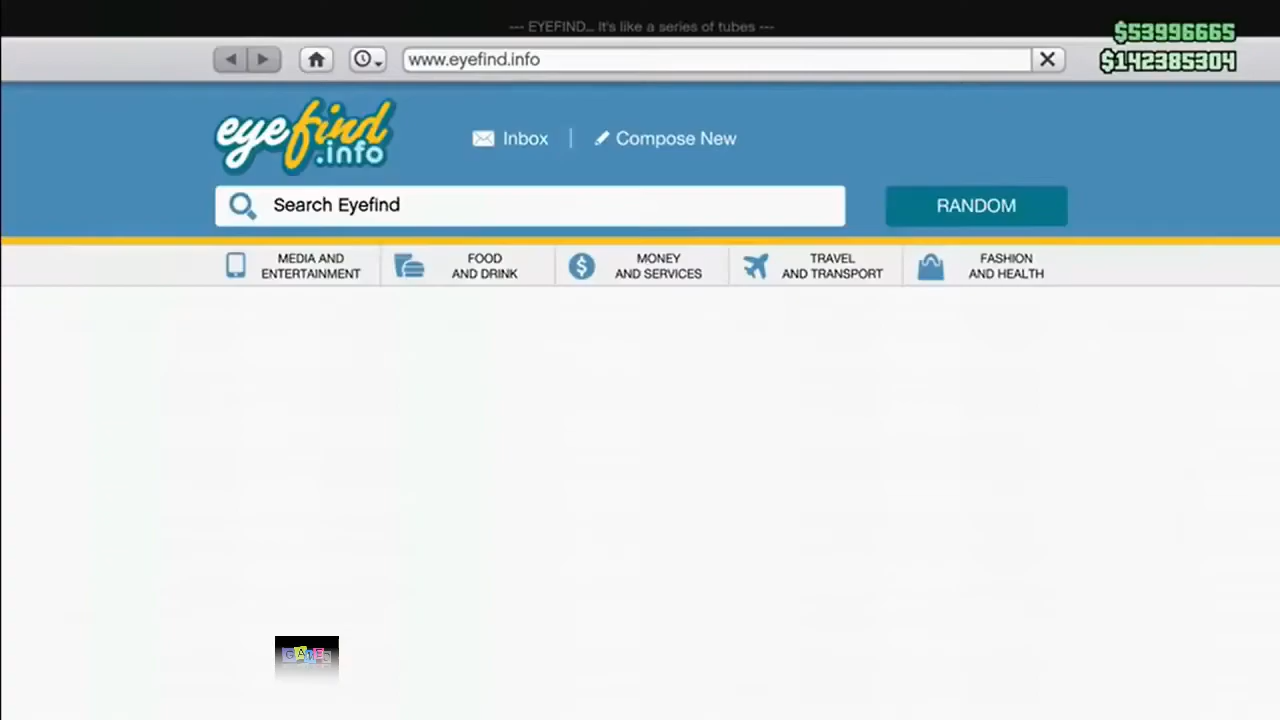 --- EYEFIND... It's like a series of tubes ---
$53996665
www.eyefind.info
$142385304
eyefind
.info
Inbox
Compose New
Search Eyefind
RANDOM
MEDIA AND
ENTERTAINMENT
FOOD
AND DRINK
MONEY
AND SERVICES
TRAVEL
AND TRANSPORT
FASHION
AND HEALTH
GAMES